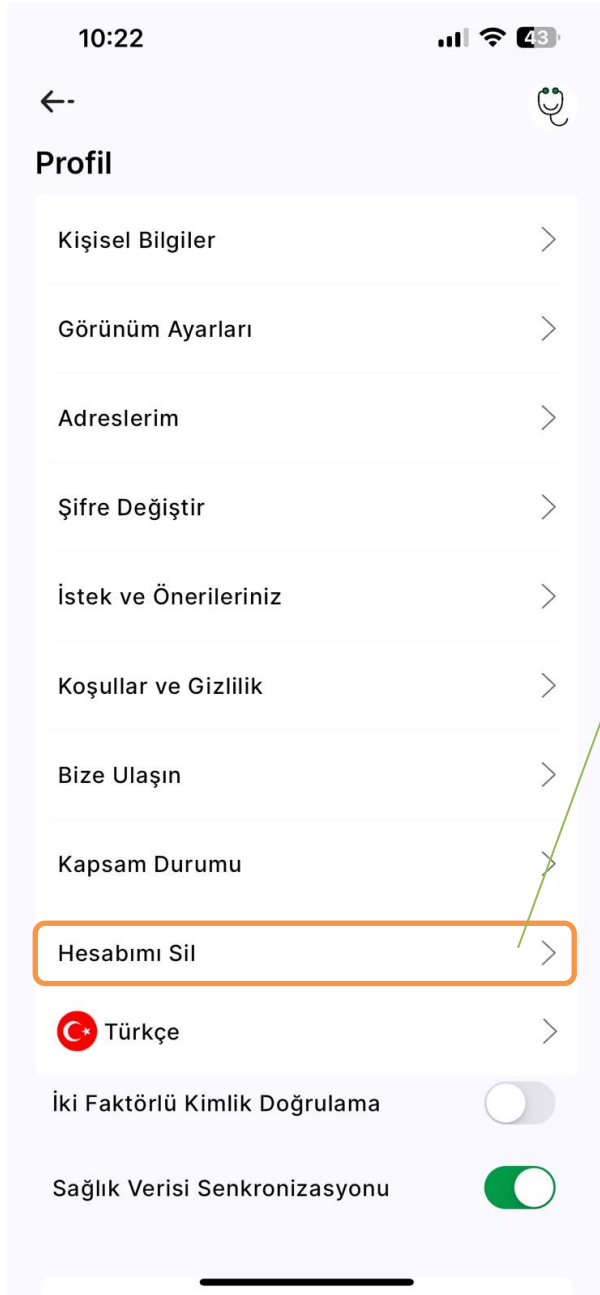 10:22
43
Profil
Kişisel Bilgiler
Görünüm Ayarları
Adreslerim
Şifre Değiştir
İstek ve Önerileriniz
Koşullar ve Gizlilik
Bize Ulaşın
Kapsam Durumu
Hesabımı Sil
Türkçe
İki Faktörlü Kimlik Doğrulama
Sağlık Verisi Senkronizasyonu